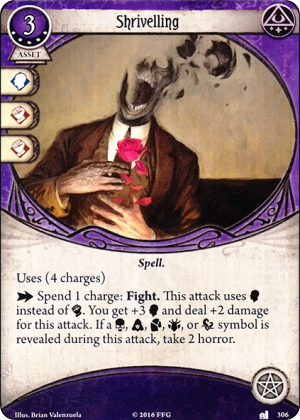 3
Shrivelling
ASSET
Spell.
Uses (4 charges)
Spend 1 charge: Fight. This attack uses
instead of . You get +3 and deal +2 damage
for this attack. If a , , , , or symbol is
revealed during this attack, take 2 horror.
Illus. Brian Valenzuela © 2016 FFG 306